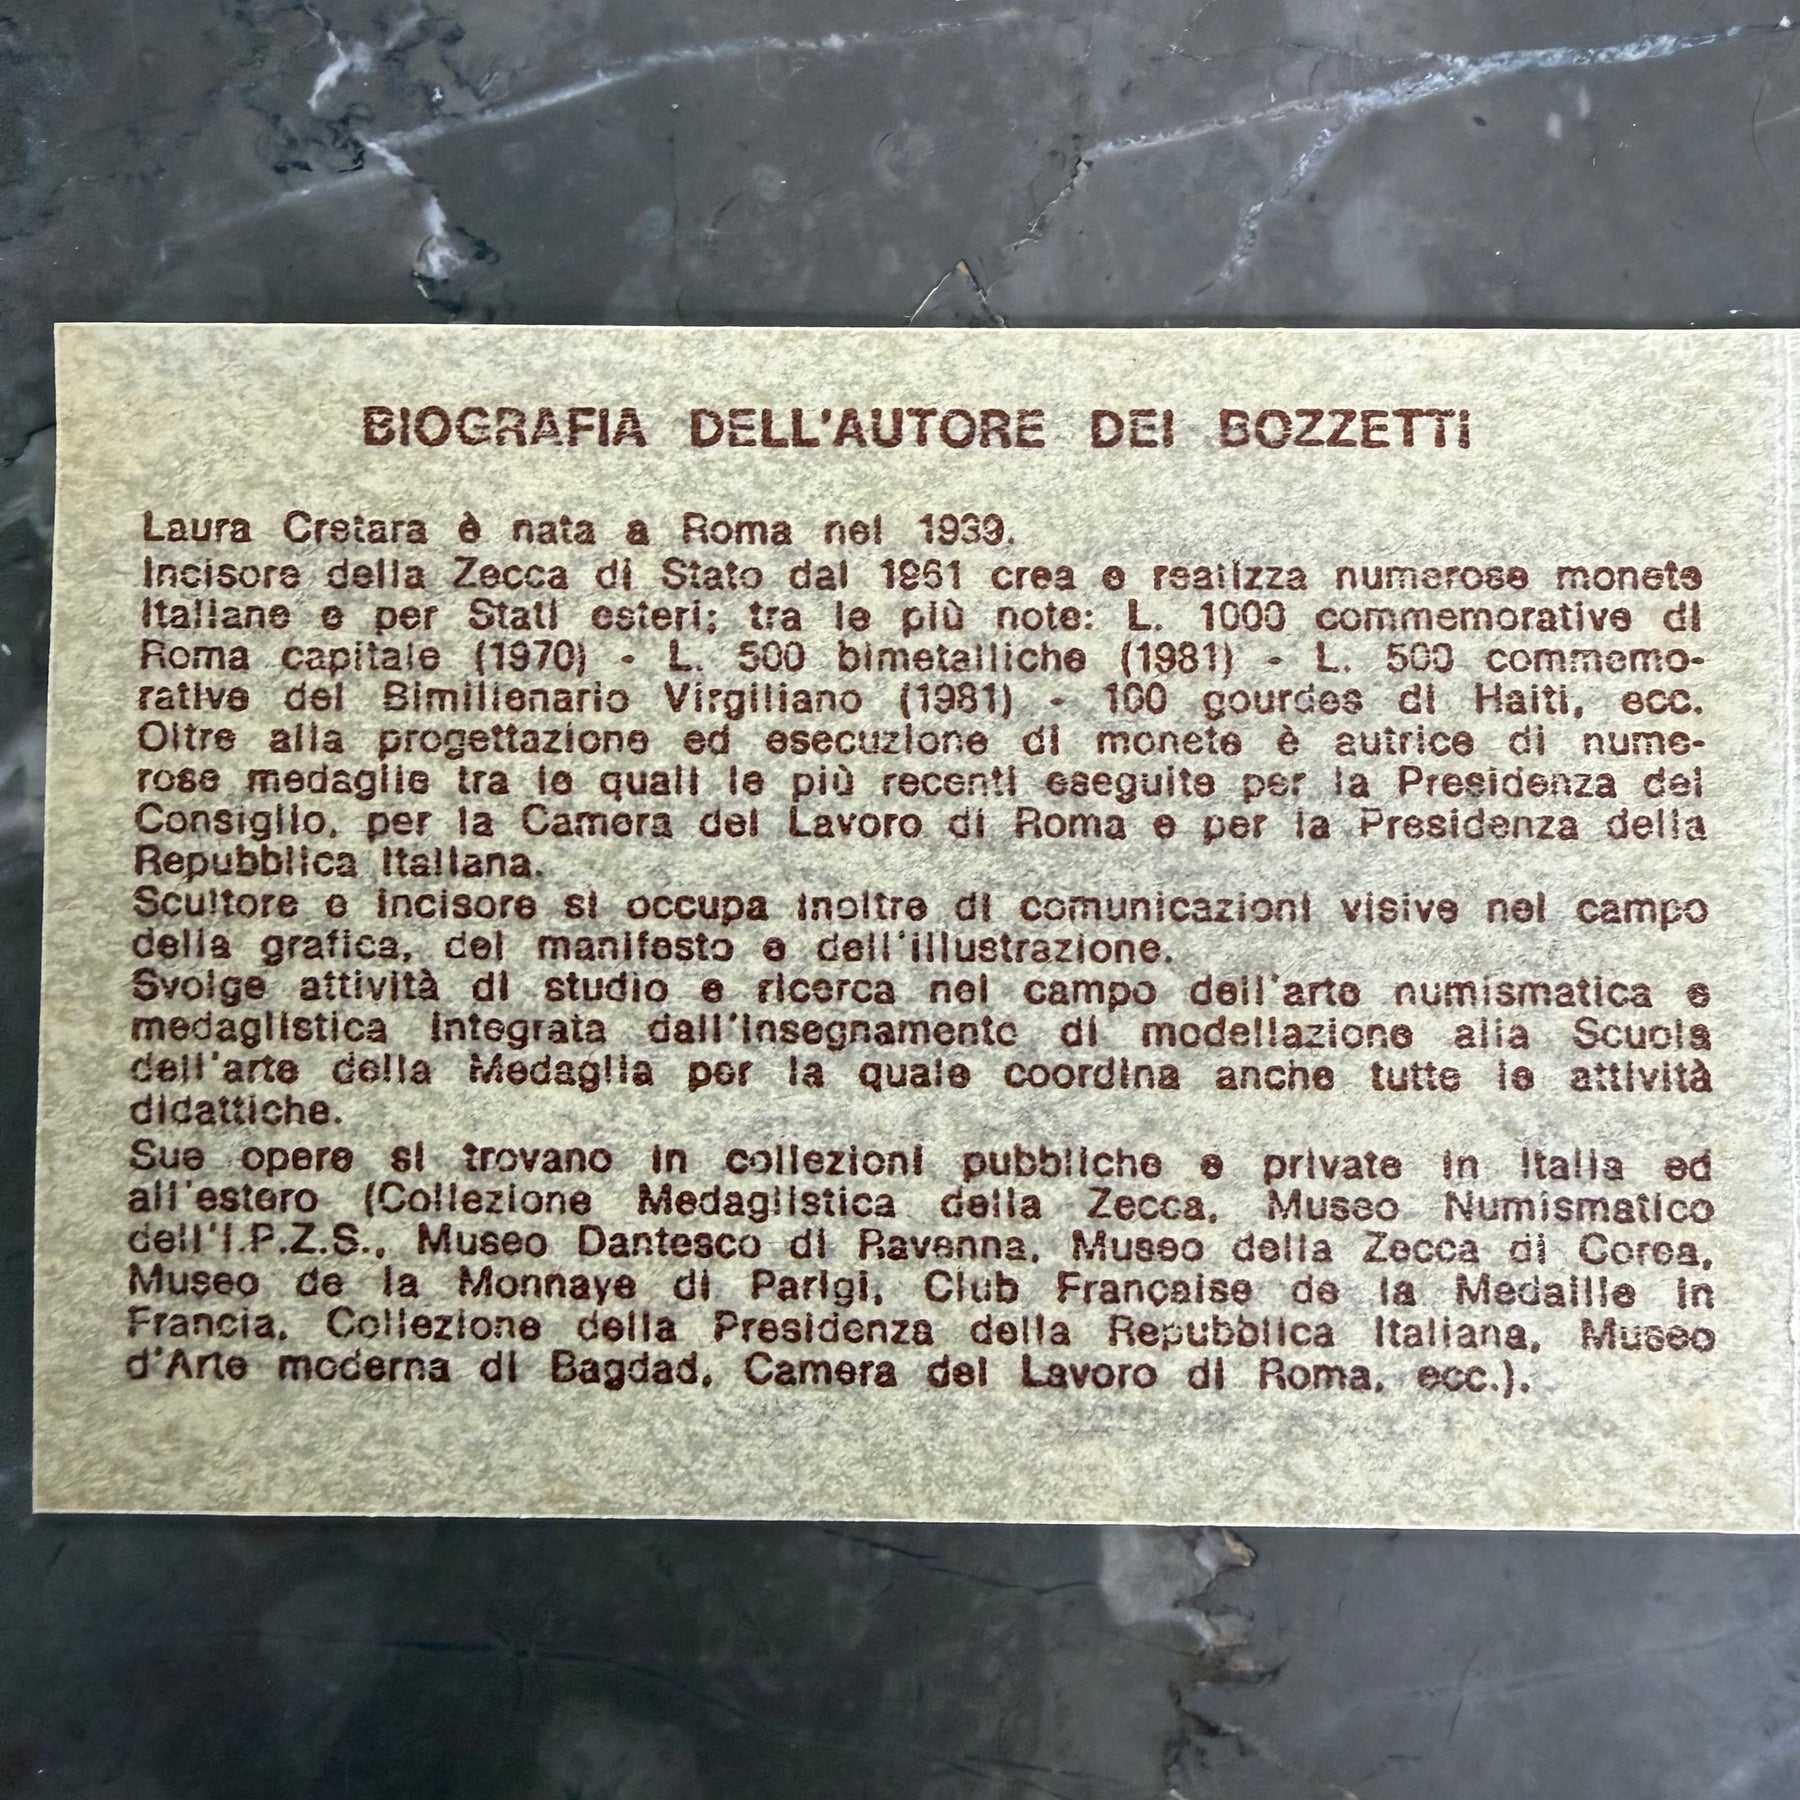 BIOGRAFIA DELL'AUTORE DEI BOZZETTI
Laura Cretara è nata a Roma nel 1939.
Incisore della Zecca di Stato dal 1961 crea e realizza numerose monete
Italiane e per Stati esteri; tra le più note: L. 1000 commemorative di
Roma capitale (1970) - L. 500 bimetalliche (1981) - L. 500 commemo-
rative del Bimillenario Virgiliano (1981) - 100 gourdes di Haiti, ecc.
Oltre alla progettazione ed esecuzione di monete è autrice di nume-
rose medaglie tra le quali le più recenti eseguite per la Presidenza del
Consiglio, per la Camera del Lavoro di Roma e per la Presidenza della
Repubblica Italiana.
Scultore e incisore si occupa inoltre di comunicazioni visive nel campo
della grafica, del manifesto e dell'illustrazione.
Svolge attività di studio e ricerca nel campo dell'arte numismatica e
medaglistica integrata dall'insegnamento di modellazione alla Scuola
dell'arte della Medaglia per la quale coordina anche tutte le attività
didattiche.
Sue opere si trovano in collezioni pubbliche e private in Italia ed
all'estero (Collezione Medaglistica della Zecca, Museo Numismatico
dell'I.P.Z.S., Museo Dantesco di Ravenna, Museo della Zecca di Corea,
Museo de la Monnaye di Parigi, Club Française de la Medaille in
Francia, Collezione della Presidenza della Repubblica Italiana, Museo
d'Arte moderna di Bagdad, Camera del Lavoro di Roma, ecc.).